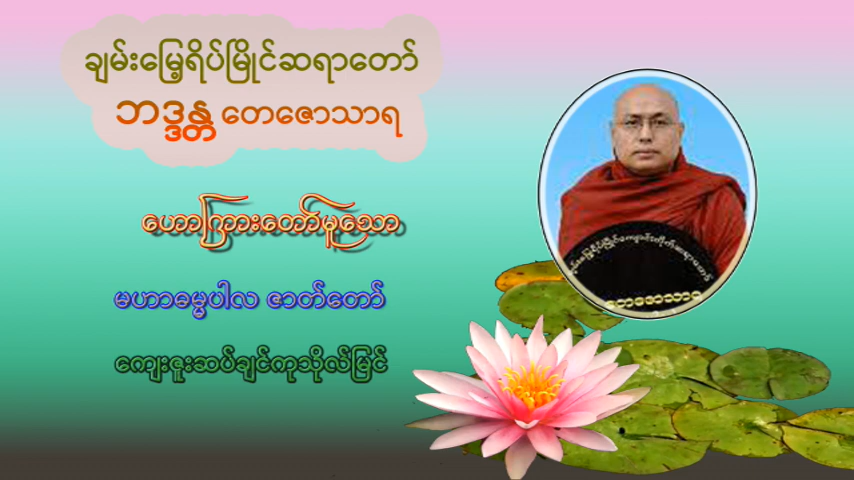 ချမ်းမြေ့ရိပ်မြိုင်ဆရာတော်
ဘဒ္ဒန္တ တေဇောသာရ
ဟောကြားတော်မူသော
မဟာဓမ္မပါလ ဇာတ်တော်
ကျေးဇူးဆပ်ချင်ကုသိုလ်မြင်